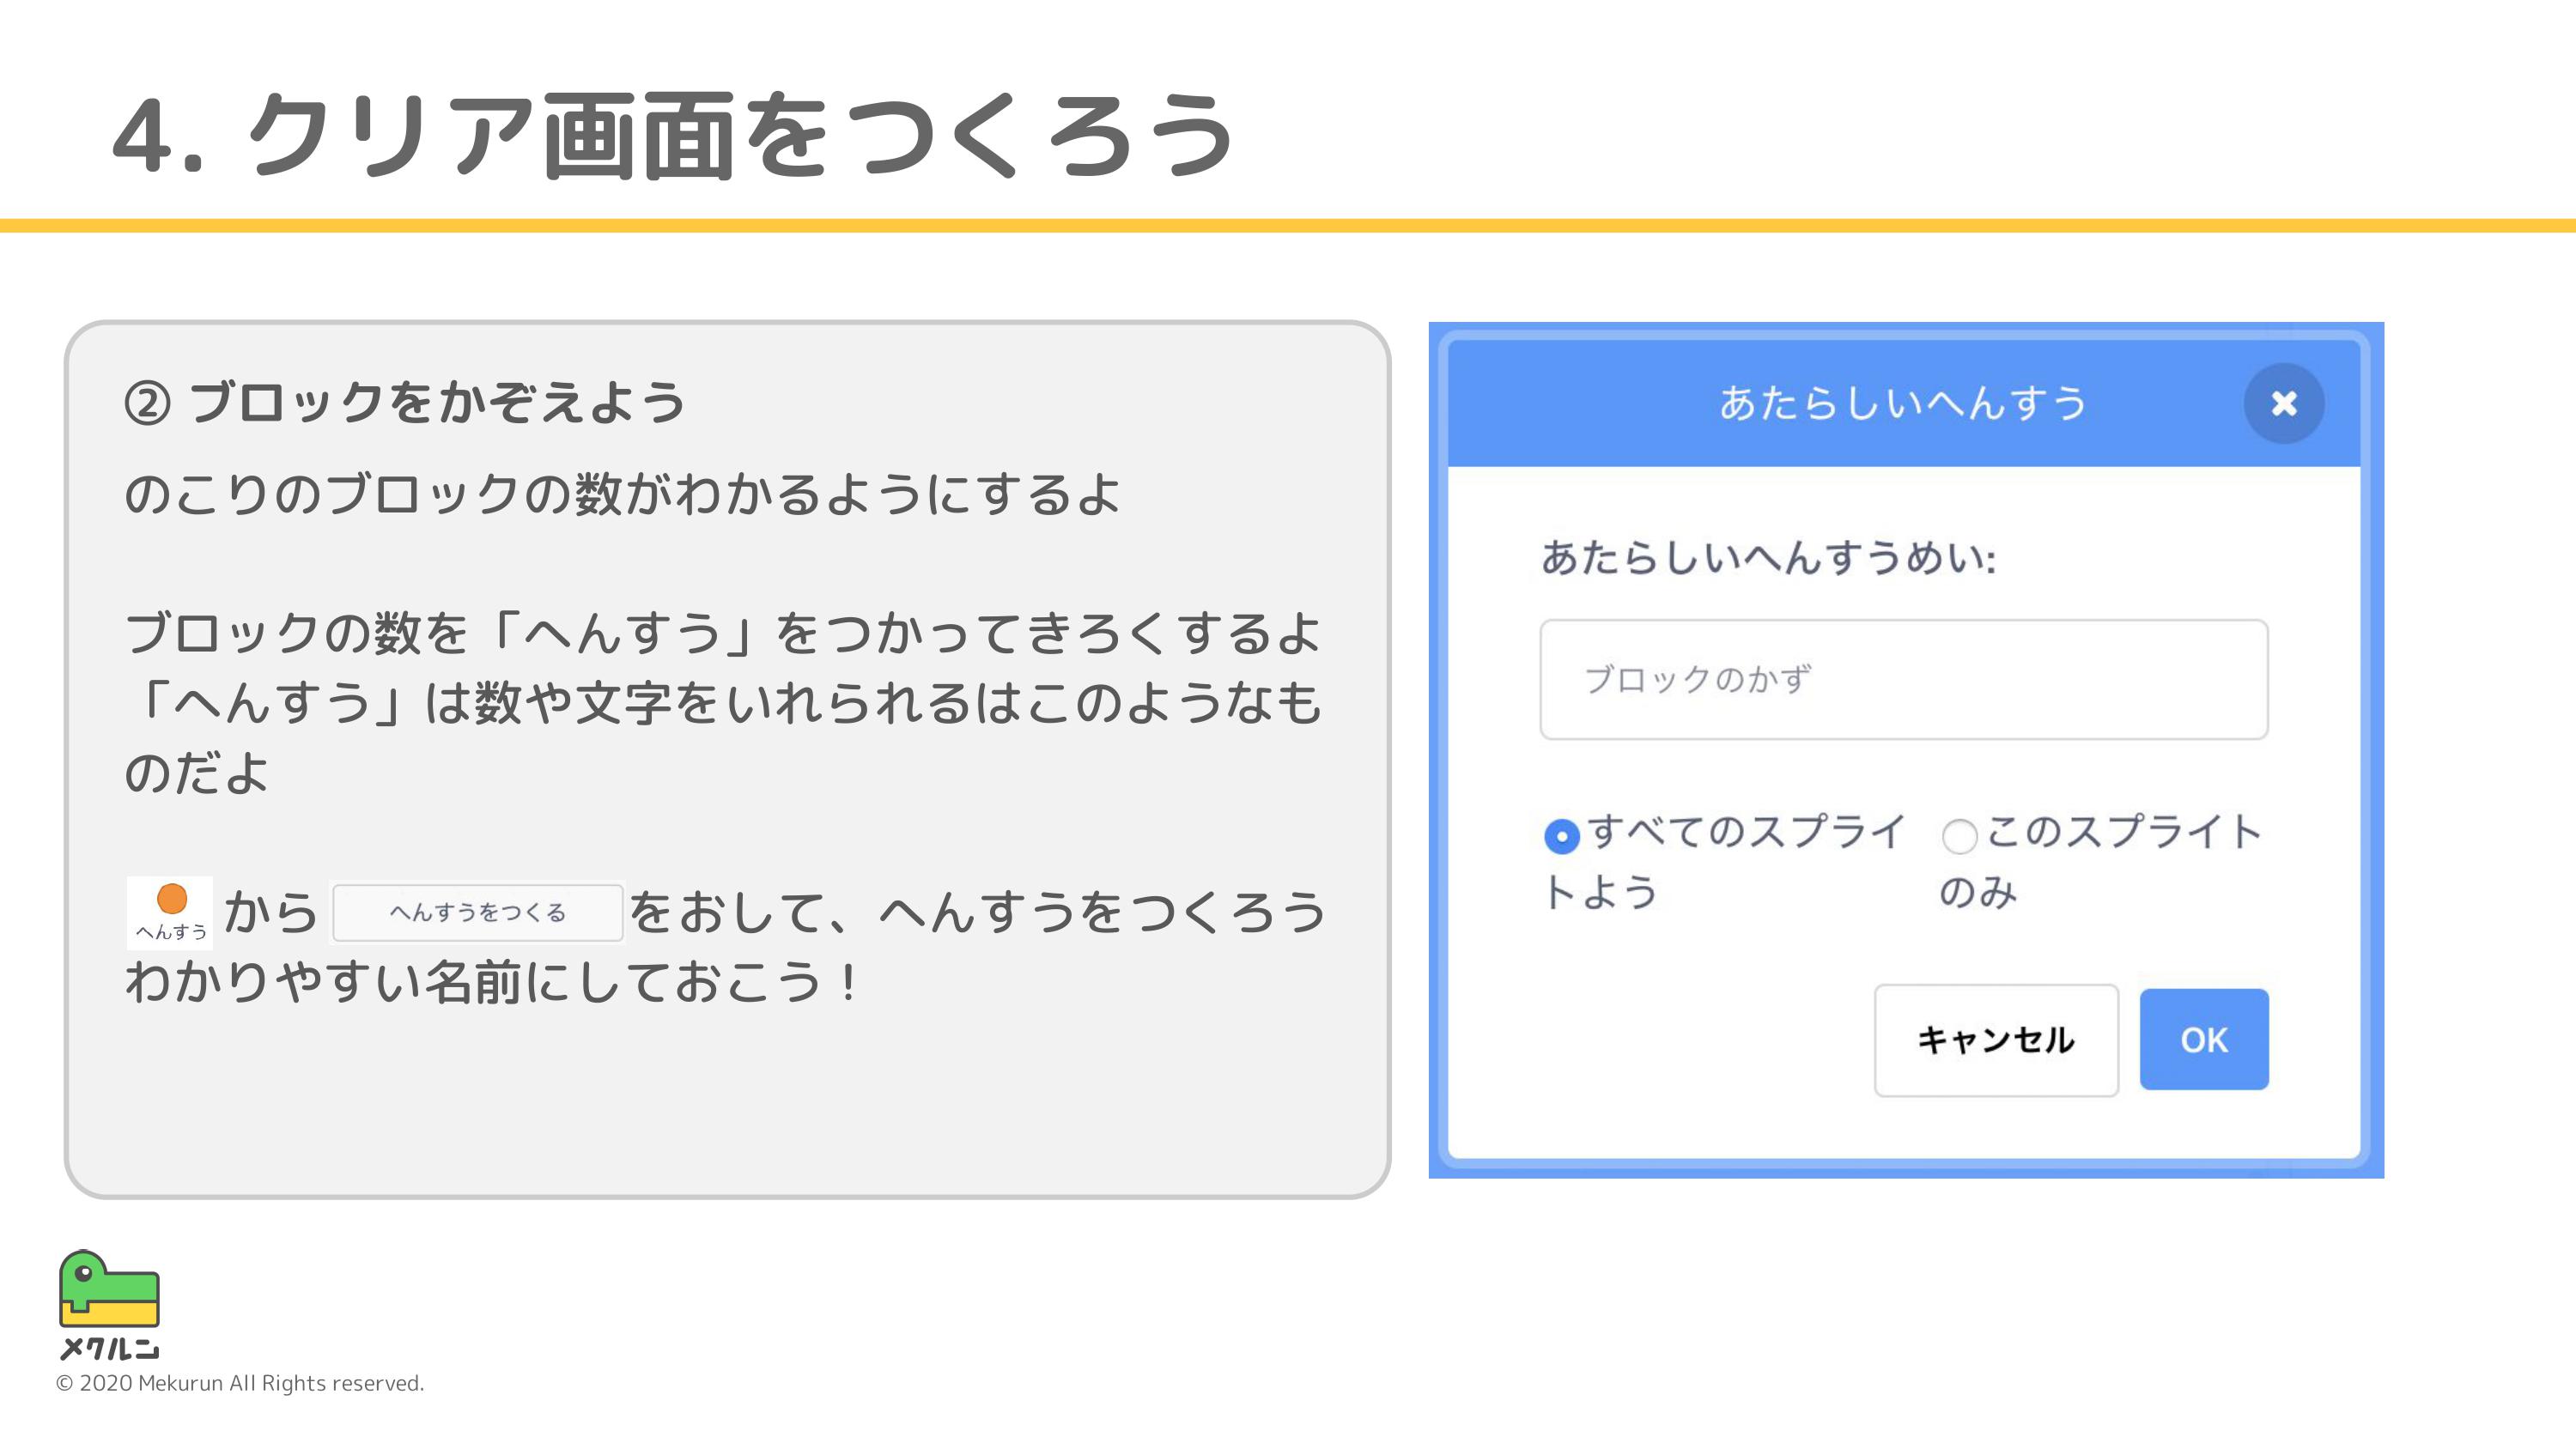 4. クリア画面をつくろう
② ブロックをかぞえよう
のこりのブロックの数がわかるようにするよ
ブロックの数を「へんすう」をつかってきろくするよ
「へんすう」は数や文字をいれられるはこのようなも
のだよ
へんすう から へんすうをつくる をおして、へんすうをつくろう
わかりやすい名前にしておこう！
あたらしいへんすう
あたらしいへんすうめい:
ブロックのかず
すべてのスプライ
トよう
このスプライト
のみ
キャンセル
OK
メクルン
© 2020 Mekurun All Rights reserved.